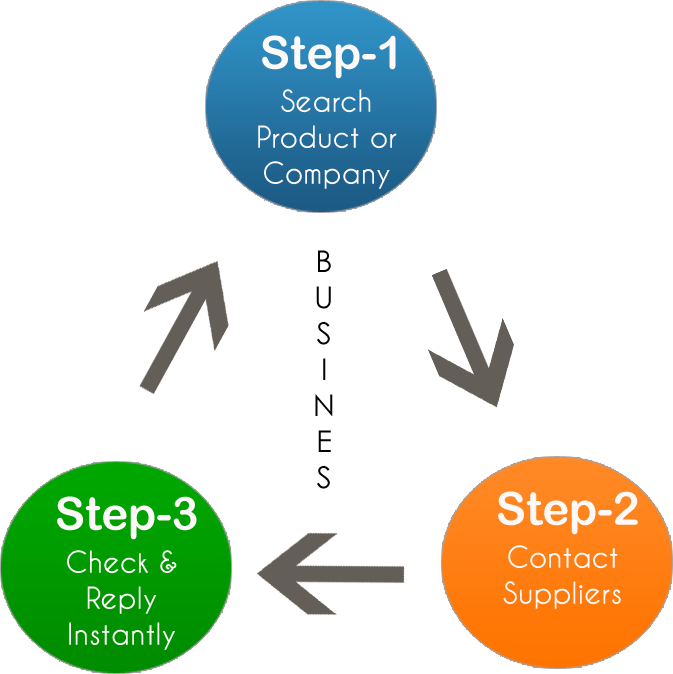 Step-1
Search
Product or
Company
B
U
S
I
N
E
S
Step-3
Check &
Reply
Instantly
Step-2
Contact
Suppliers